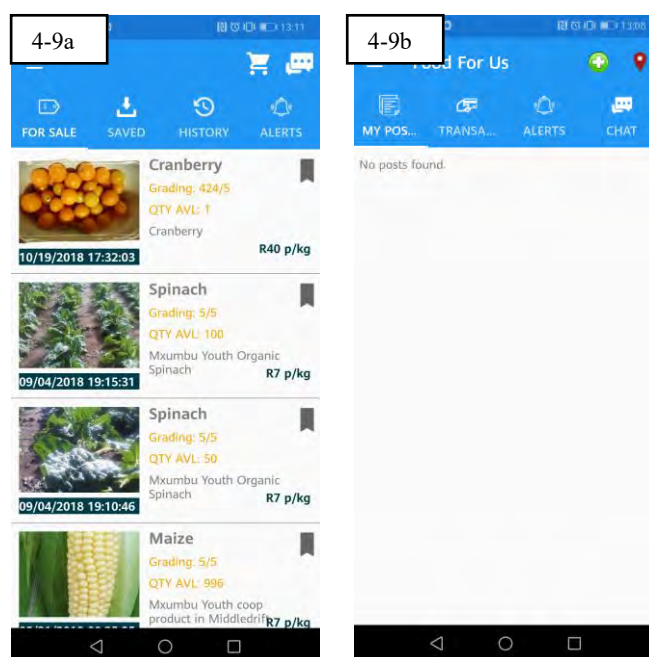 4-9a
13:11
FOR SALE
SAVED
HISTORY
ALERTS
Cranberry
Grading: 424/5
QTY AVL: 1
Cranberry
R40 p/kg
10/19/2018 17:32:03
Spinach
Grading: 5/5
QTY AVL: 100
Mxumbu Youth Organic
Spinach
R7 p/kg
09/04/2018 19:15:31
Spinach
Grading: 5/5
QTY AVL: 50
Mxumbu Youth Organic
Spinach
R7 p/kg
09/04/2018 19:10:46
Maize
Grading: 5/5
QTY AVL: 996
Mxumbu Youth coop
product in Middledrift
R7 p/kg
4-9b
13:08
For Us
MY POS...
TRANSA...
ALERTS
CHAT
No posts found.